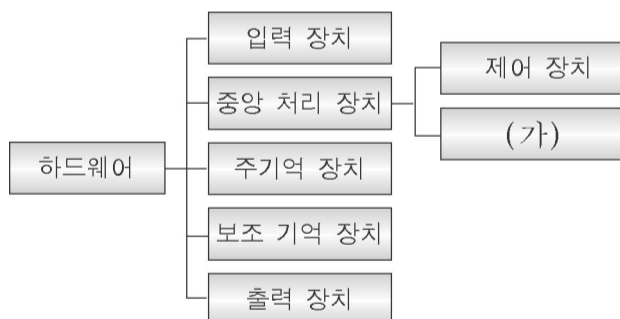 입력 장치
제어 장치
중앙 처리 장치
(가)
하드웨어
주기억 장치
보조 기억 장치
출력 장치